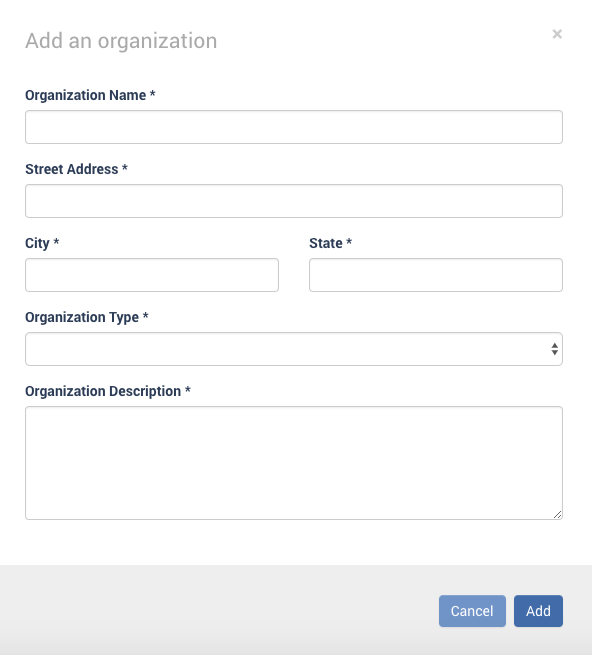 Add an organization ×
Organization Name *
Street Address *
City * State *
Organization Type *
Organization Description *
Cancel Add